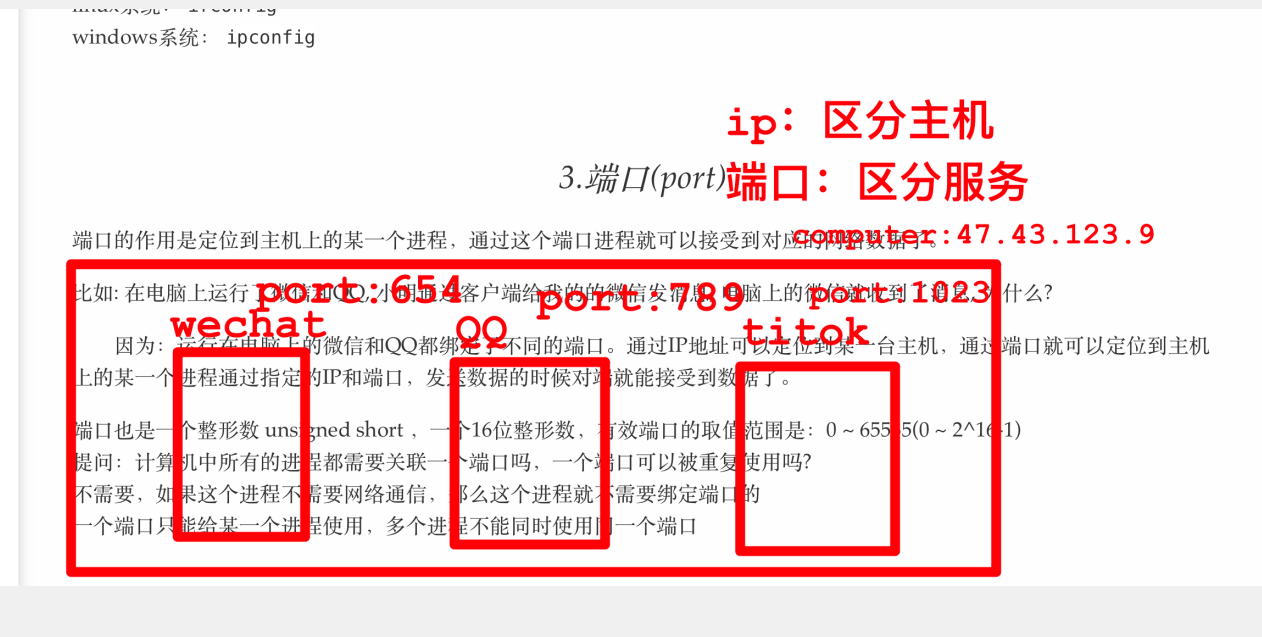 linux系统： ifconfig
windows系统： ipconfig
ip：区分主机
3.端口(port)
端口：区分服务
computer:47.43.123.9
端口的作用是定位到主机上的某一个进程，通过这个端口进程就可以接受到对应的网络数据了。
port:654
port:789
port:1023
比如: 在电脑上运行了微信和QQ, 小明通过客户端给我的的微信发消息, 电脑上的微信就收到了消息, 为什么?
wechat
QQ
titok
因为：运行在电脑上的微信和QQ都绑定了不同的端口。通过IP地址可以定位到某一台主机，通过端口就可以定位到主机
上的某一个进程通过指定的IP和端口，发送数据的时候对端就能接受到数据了。
端口也是一个整形数 unsigned short ，一个16位整形数，有效端口的取值范围是：0 ~ 65535(0 ~ 2^16-1)
提问：计算机中所有的进程都需要关联一个端口吗，一个端口可以被重复使用吗?
不需要，如果这个进程不需要网络通信，那么这个进程就不需要绑定端口的
一个端口只能给某一个进程使用，多个进程不能同时使用同一个端口